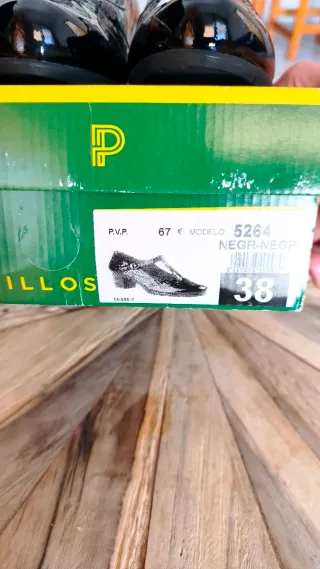 P
P.V.P. 67 € MODELO 5264
NEGR-NEGR
38
ILLOS